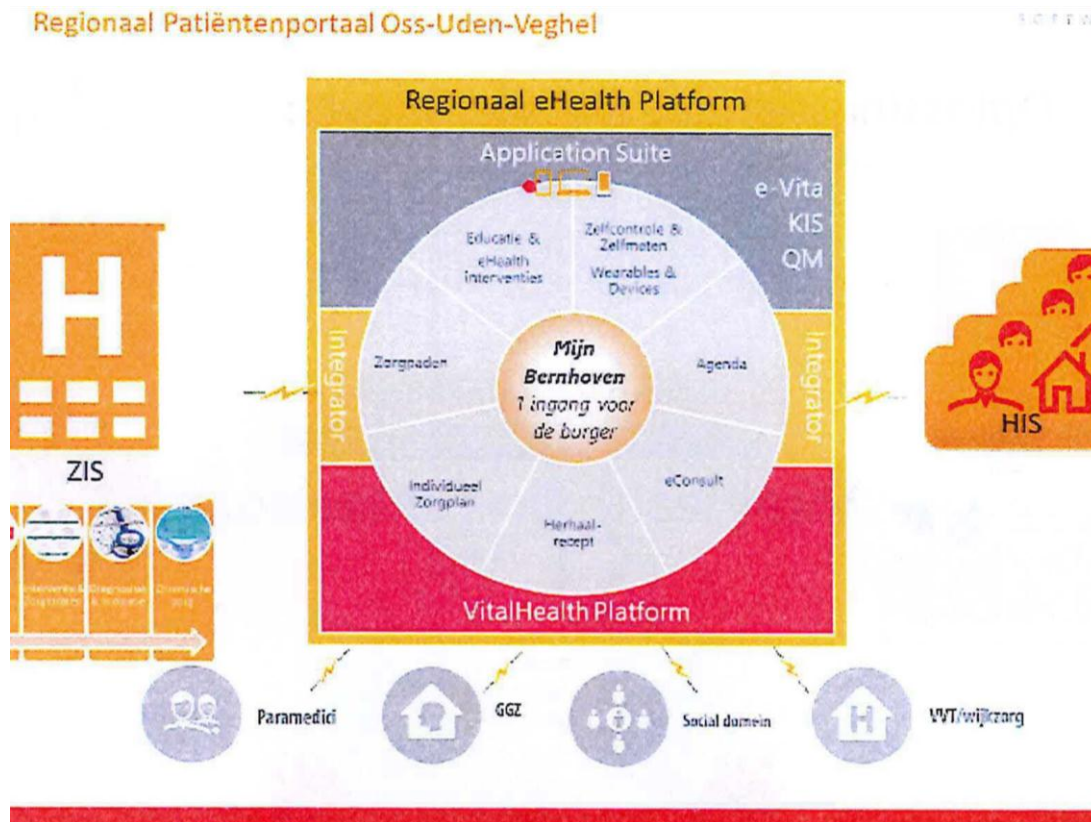 Regionaal Patiëntenportaal Oss-Uden-Veghel
Regionaal eHealth Platform
Application Suite
e-Vita
KIS
QM
Educatie &
eHealth
interventies
Zelfcontrole &
Zelfmeten
Wearables &
Devices
Integrator
Zorgpaden
Mijn
Bernhoven
1 ingang voor
de burger
Agenda
Integrator
ZIS
HIS
Individueel
Zorgplan
Herhaal-
recept
eConsult
VitalHealth Platform
Paramedici
GGZ
Social domein
VVT/wijkzorg